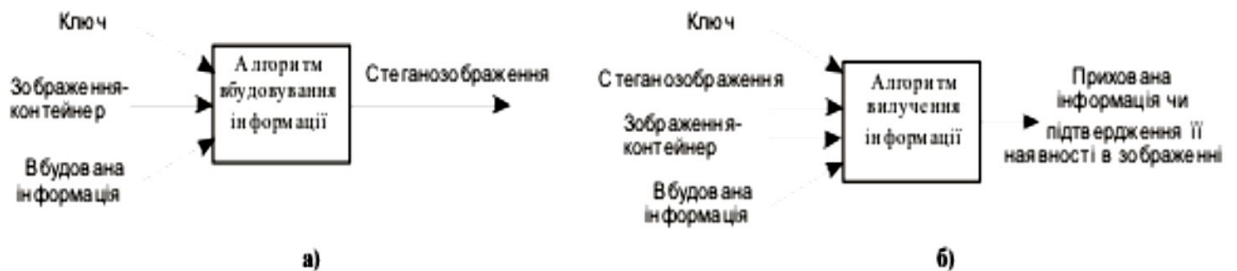 Ключ
Зображення-
контейнер
Вбудована
інформація
Алгоритм
вбудовування
інформації
Стеганозображення
а)
Ключ
Стеганозображення
Зображення-
контейнер
Вбудована
інформація
Алгоритм
вилучення
інформації
Прихована
інформація чи
підтвердження її
наявності в зображенні
б)